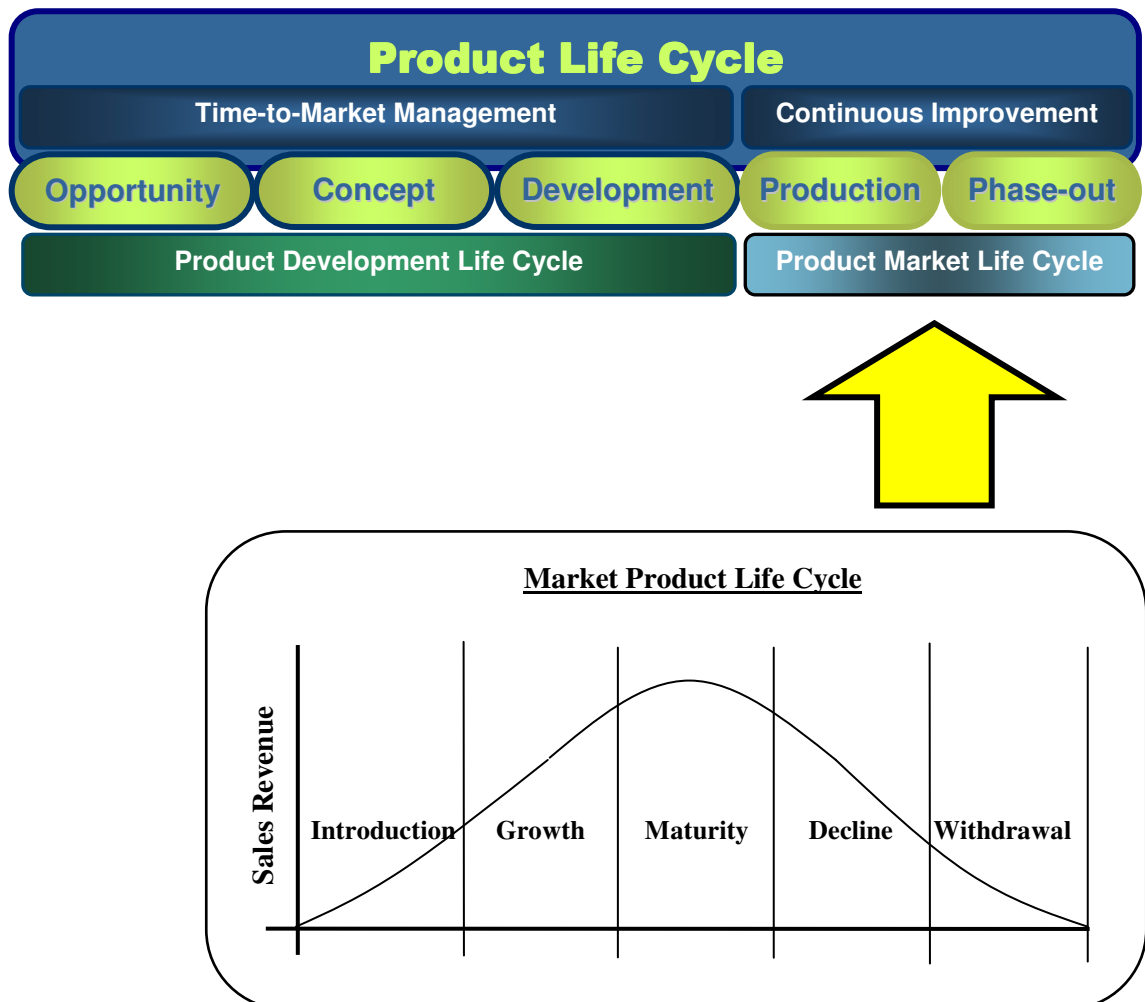 Product Life Cycle
Time-to-Market Management
Continuous Improvement
Opportunity
Concept
Development
Production
Phase-out
Product Development Life Cycle
Product Market Life Cycle
Market Product Life Cycle
Sales Revenue
Introduction
Growth
Maturity
Decline
Withdrawal